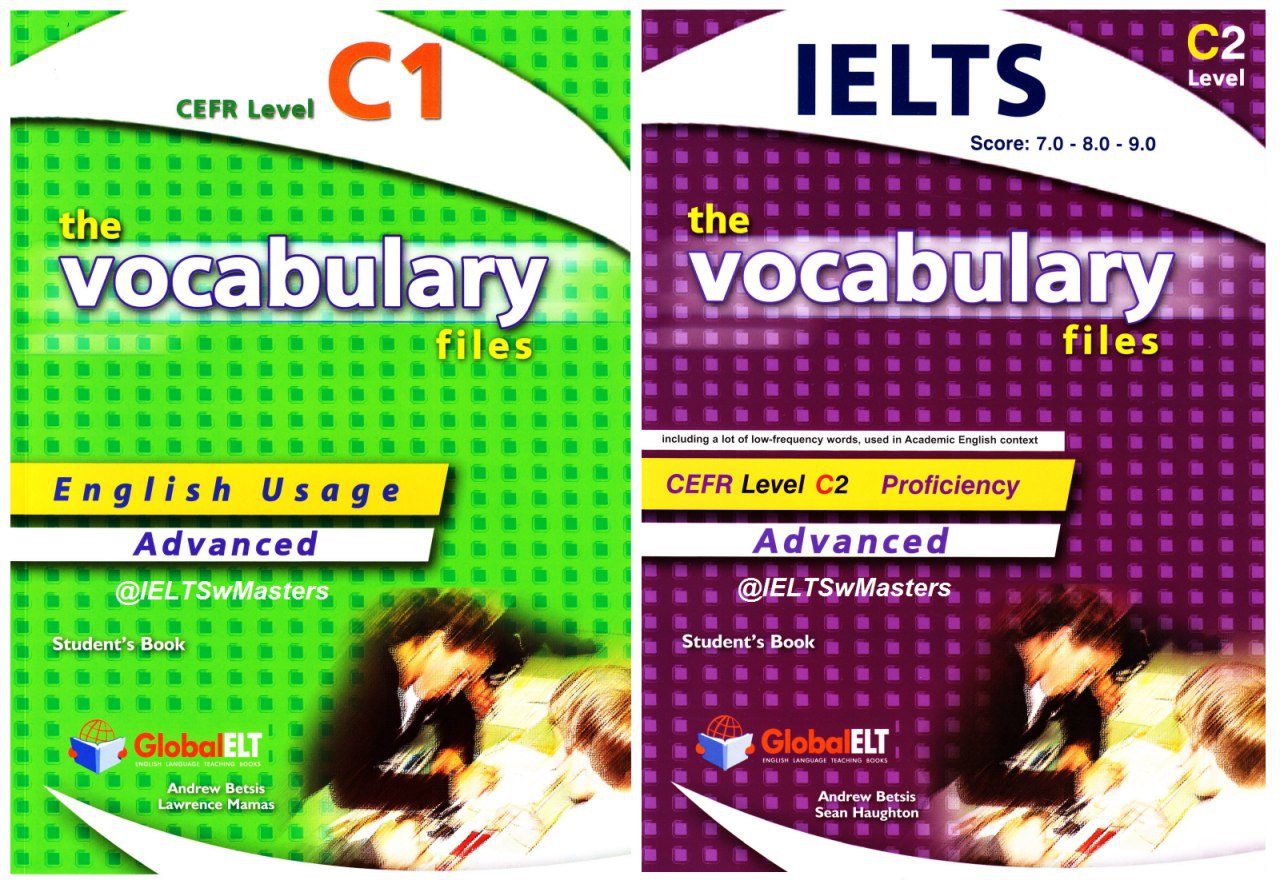 CEFR Level C1
the
vocabulary
files
English Usage
Advanced
@IELTSwMasters
Student's Book
GlobalELT
ENGLISH LANGUAGE TEACHING BOOKS
Andrew Betsis
Lawrence Mamas
C2
Level
IELTS
Score: 7.0 - 8.0 - 9.0
the
vocabulary
files
including a lot of low-frequency words, used in Academic English context
CEFR Level C2 Proficiency
Advanced
@IELTSwMasters
Student's Book
GlobalELT
ENGLISH LANGUAGE TEACHING BOOKS
Andrew Betsis
Sean Haughton